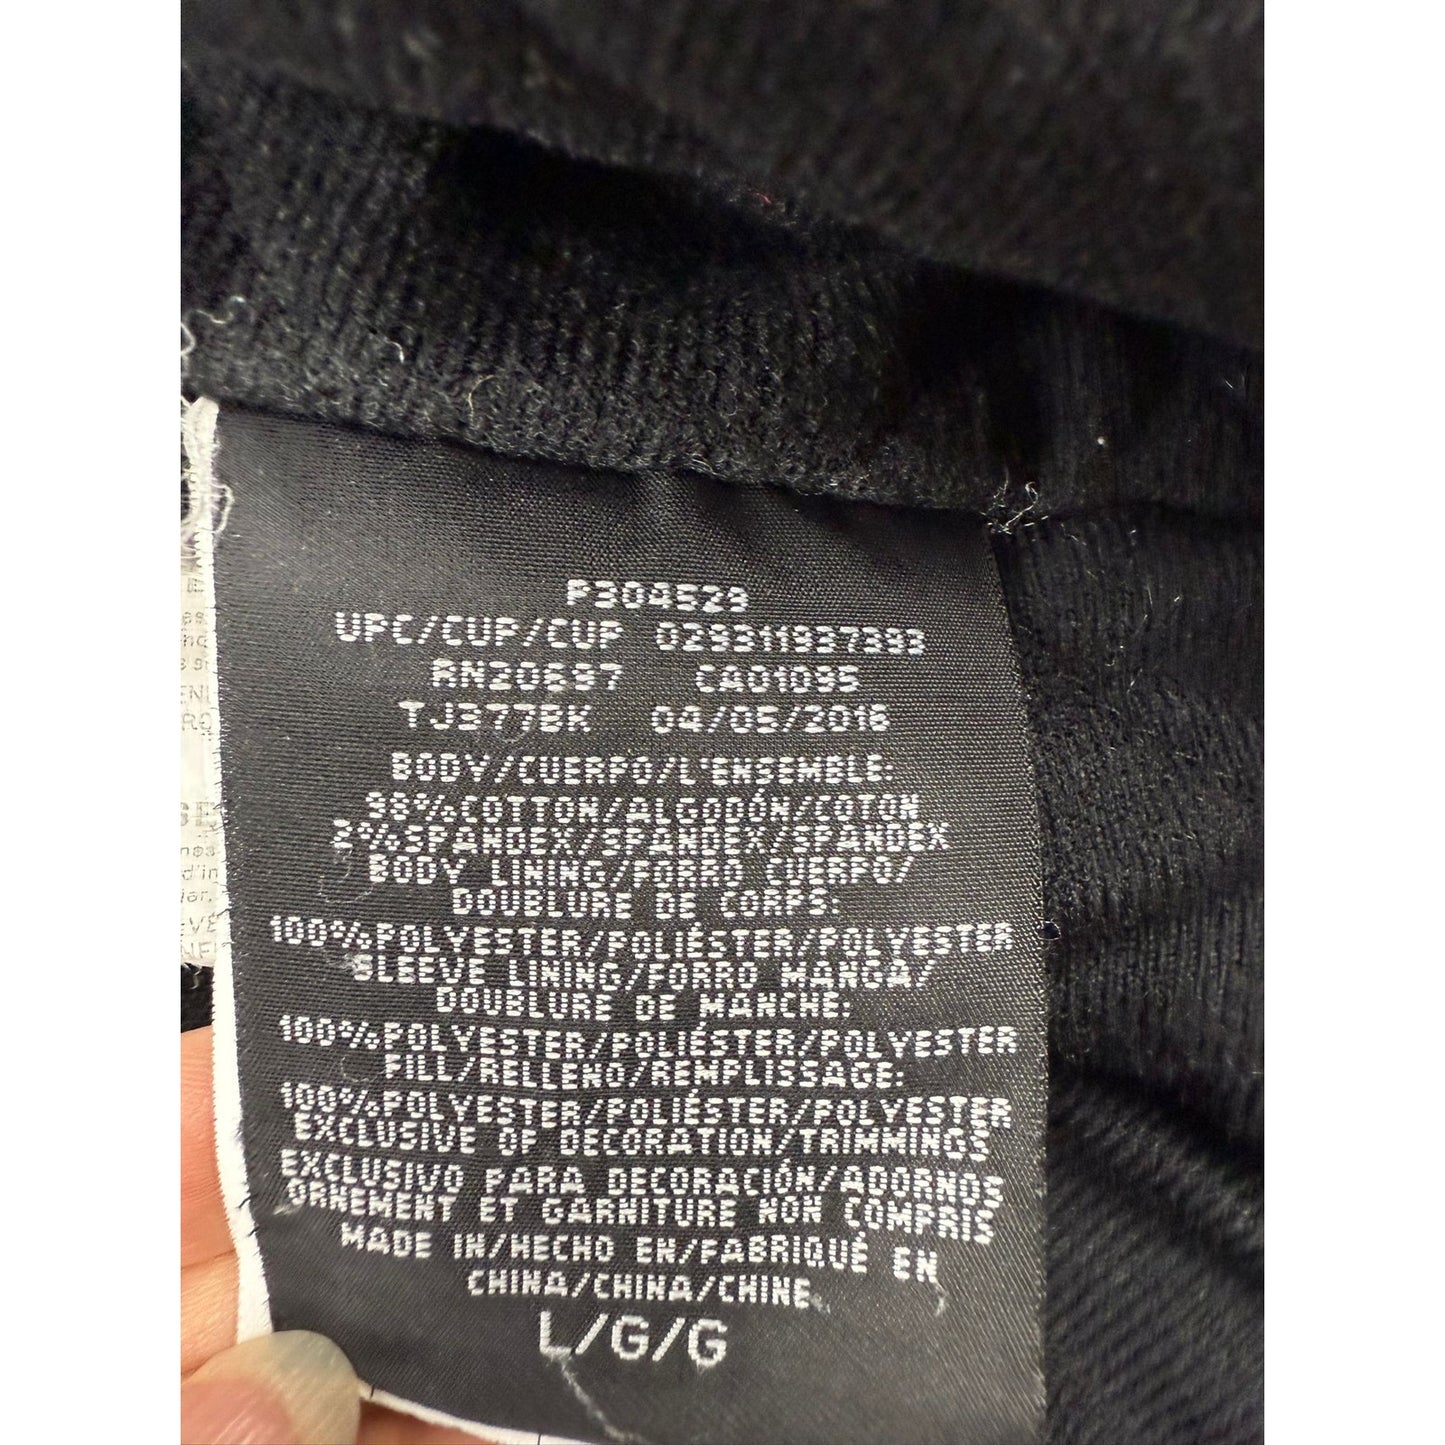 P304529
UPC/CUP/CUP 029311937393
RN20697 CA01095
TJ377BK 04/05/2016
BODY/CUERPO/L'ENSEMBLE:
98%COTTON/ALGODÓN/COTON
2%SPANDEX/SPANDEX/SPANDEX
BODY LINING/FORRO CUERPO/
DOUBLURE DE CORPS:
100%POLYESTER/POLIÉSTER/POLYESTER
SLEEVE LINING/FORRO MANGA/
DOUBLURE DE MANCHE:
100%POLYESTER/POLIÉSTER/POLYESTER
FILL/RELLENO/REMPLISSAGE:
100%POLYESTER/POLIÉSTER/POLYESTER
EXCLUSIVE OF DECORATION/TRIMMINGS
EXCLUSIVO PARA DECORACIÓN/ADORNOS
ORNEMENT ET GARNITURE NON COMPRIS
MADE IN/HECHO EN/FABRIQUÉ EN
CHINA/CHINA/CHINE
L/G/G